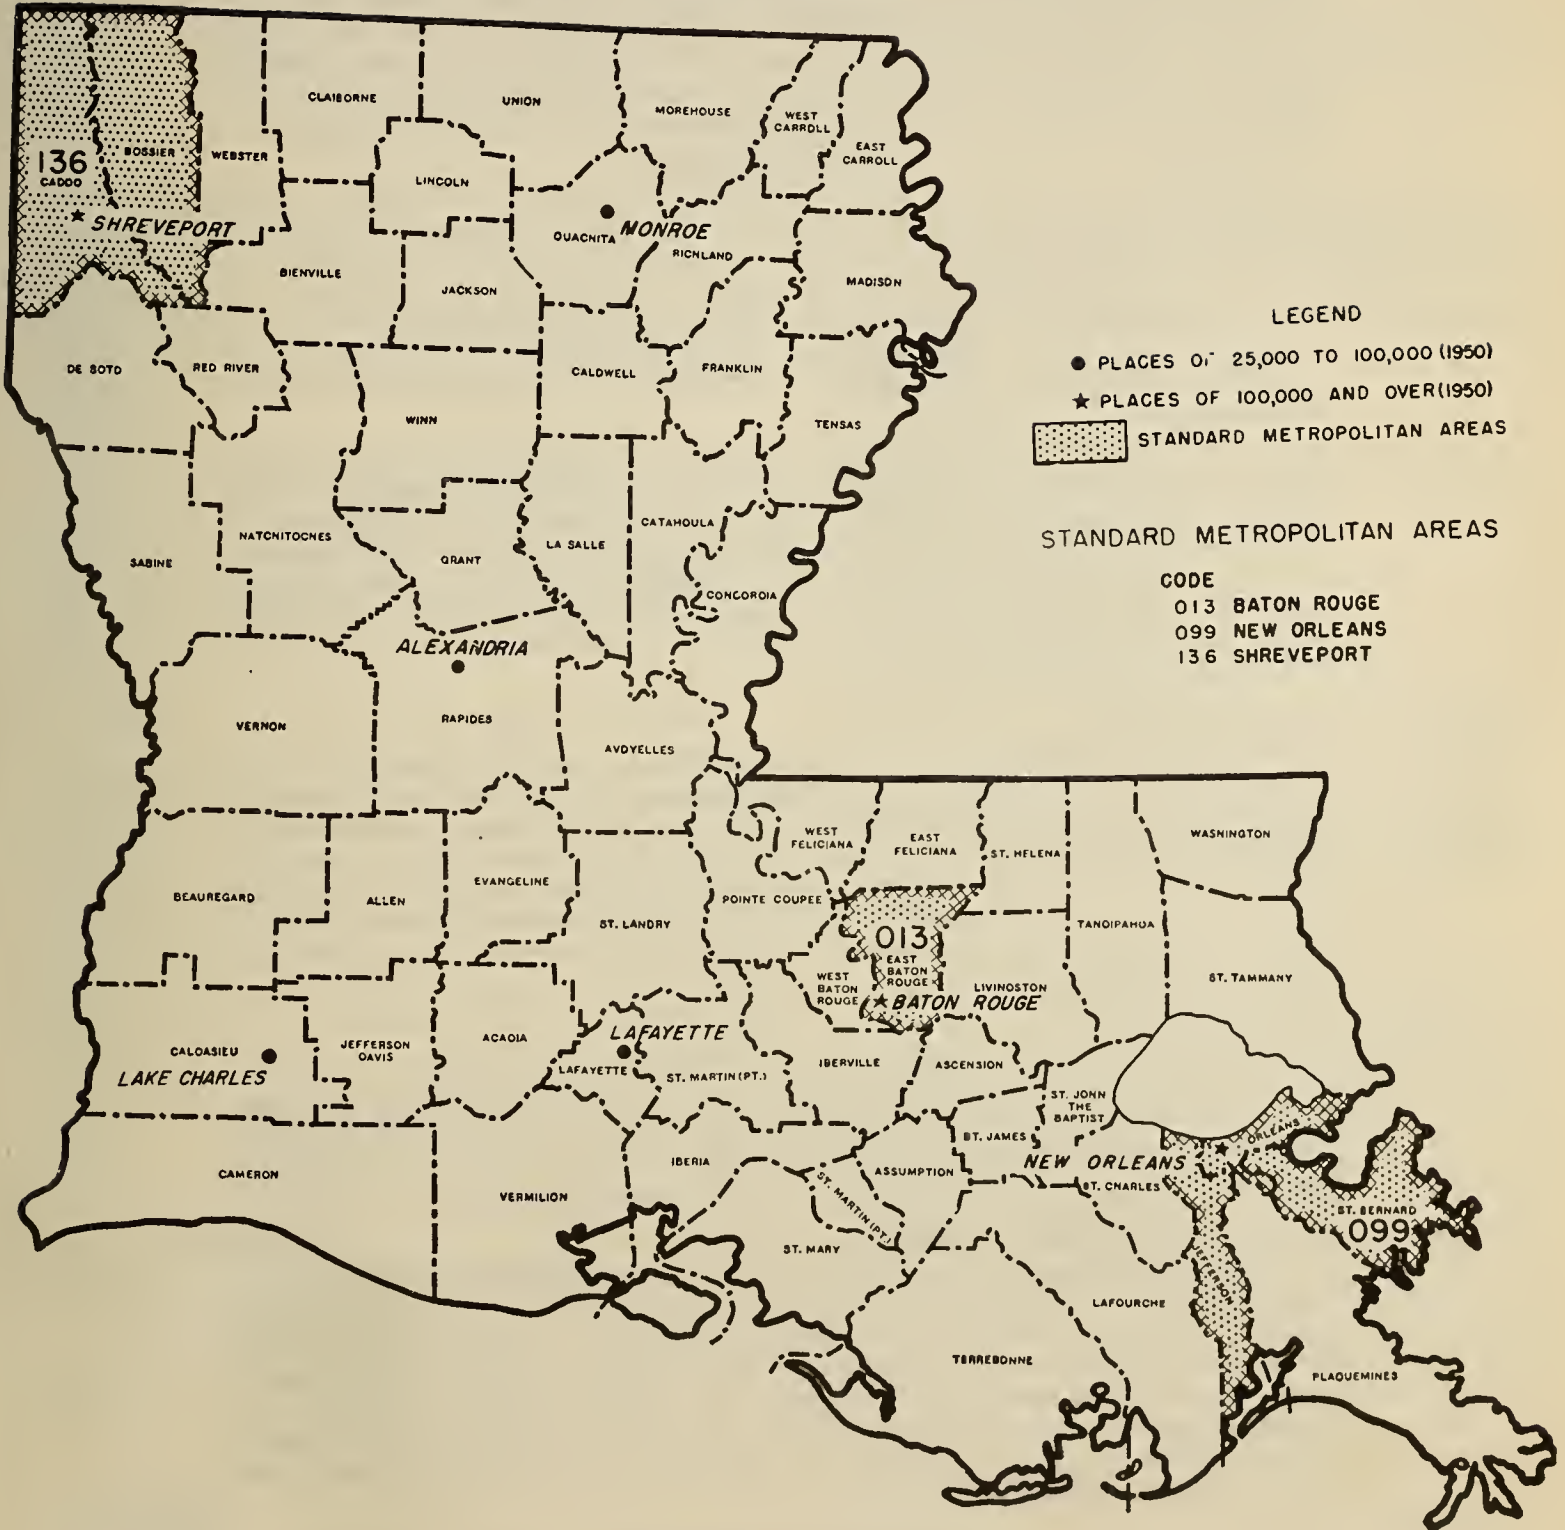 CLAIBORNE
UNION
MOREHOUSE
WEST
CARROLL
EAST
CARROLL
136
CADDO
BOSSIER
WEBSTER
LINCOLN
★ SHREVEPORT
OUACHITA
MONROE
RICHLAND
BIENVILLE
JACKSON
MADISON
LEGEND
● PLACES OF 25,000 TO 100,000 (1950)
★ PLACES OF 100,000 AND OVER (1950)
STANDARD METROPOLITAN AREAS
DE SOTO
RED RIVER
CALDWELL
FRANKLIN
WINN
TENSAS
NATCHITOCHES
CATAHOULA
LA SALLE
SABINE
GRANT
CONCORDIA
STANDARD METROPOLITAN AREAS
CODE
013 BATON ROUGE
099 NEW ORLEANS
136 SHREVEPORT
ALEXANDRIA
VERNON
RAPIDES
AVOYELLES
WEST
FELICIANA
EAST
FELICIANA
ST. HELENA
WASHINGTON
BEAUREGARD
ALLEN
EVANGELINE
ST. LANDRY
POINTE COUPEE
TANGIPAHOA
013
EAST
BATON
ROUGE
WEST
BATON
ROUGE
LIVINGSTON
★ BATON ROUGE
ST. TAMMANY
CALCASIEU
LAKE CHARLES
JEFFERSON
DAVIS
ACADIA
LAFAYETTE
LAFAYETTE
ST. MARTIN (PT.)
IBERVILLE
ASCENSION
ST. JOHN
THE
BAPTIST
ST. JAMES
ORLEANS
NEW ORLEANS
ST. CHARLES
CAMERON
VERMILION
IBERIA
ST. MARTIN (PT.)
ASSUMPTION
ST. MARY
ST. BERNARD
099
JEFFERSON
LAFOURCHE
TERREBONNE
PLAQUEMINES